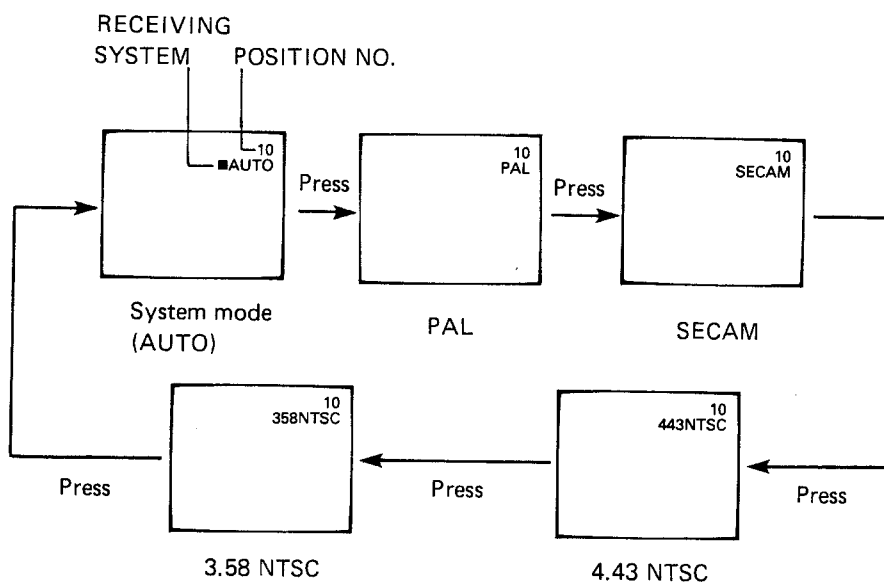 RECEIVING
SYSTEM POSITION NO.
10
■AUTO
Press
10
PAL
Press
10
SECAM
System mode
(AUTO)
PAL
SECAM
10
358NTSC
10
443NTSC
Press
Press
Press
3.58 NTSC
4.43 NTSC